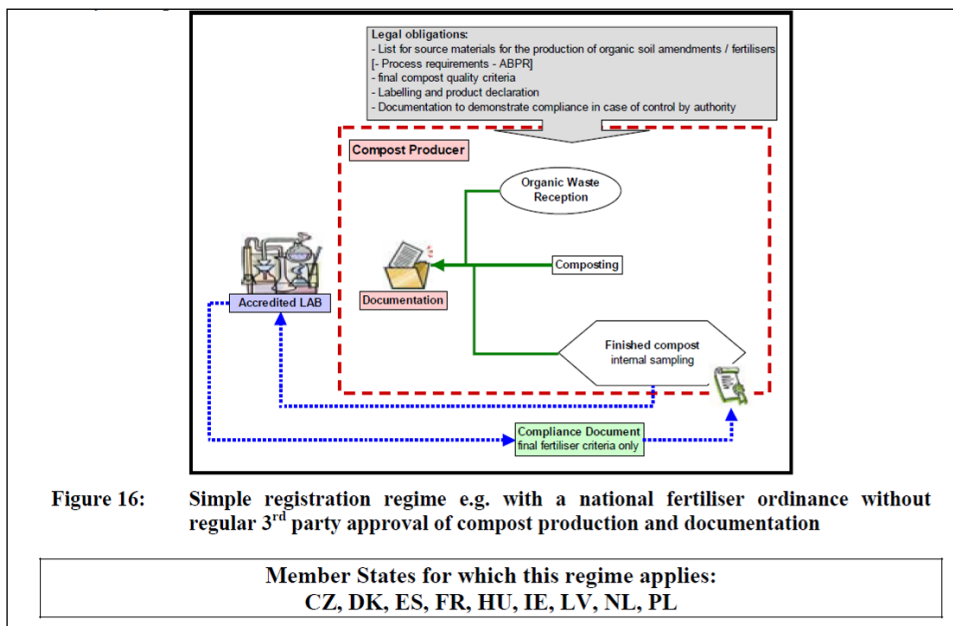 Legal obligations:
- List for source materials for the production of organic soil amendments / fertilisers
[- Process requirements - ABPR]
- final compost quality criteria
- Labelling and product declaration
- Documentation to demonstrate compliance in case of control by authority
Compost Producer
Organic Waste
Reception
Composting
Documentation
Accredited LAB
Finished compost
internal sampling
Compliance Document
final fertiliser criteria only
Figure 16: Simple registration regime e.g. with a national fertiliser ordinance without
regular 3rd party approval of compost production and documentation
Member States for which this regime applies:
CZ, DK, ES, FR, HU, IE, LV, NL, PL